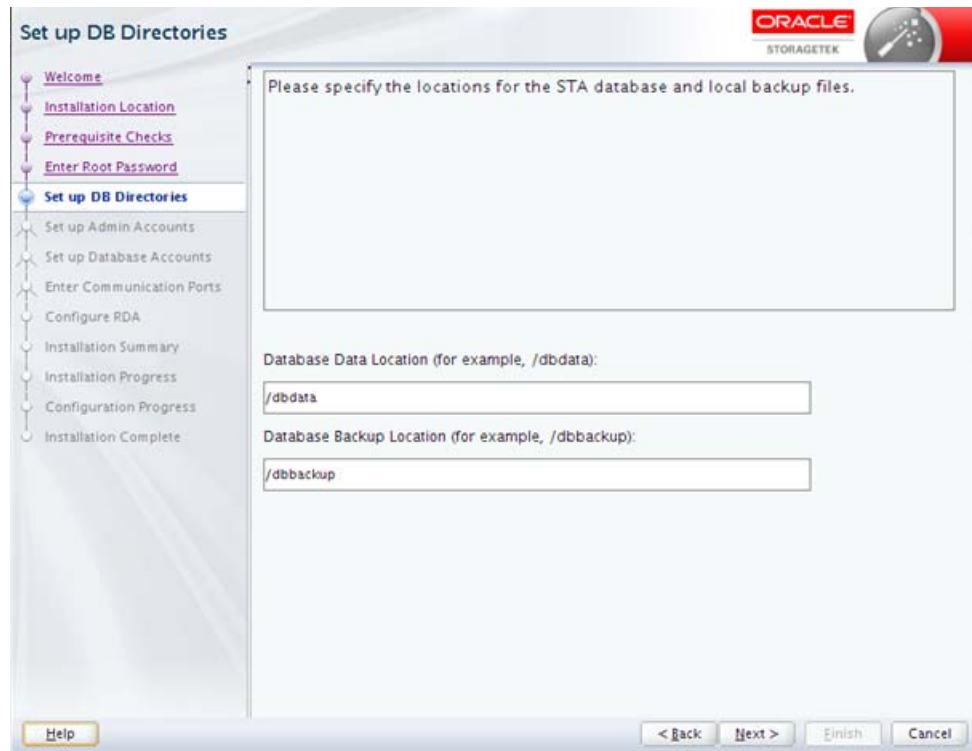 Set up DB Directories
ORACLE
STORAGETEK
Welcome
Installation Location
Prerequisite Checks
Enter Root Password
Set up DB Directories
Set up Admin Accounts
Set up Database Accounts
Enter Communication Ports
Configure RDA
Installation Summary
Installation Progress
Configuration Progress
Installation Complete
Please specify the locations for the STA database and local backup files.
Database Data Location (for example, /dbdata):
/dbdata
Database Backup Location (for example, /dbbackup):
/dbbackup
Help
< Back
Next >
Finish
Cancel